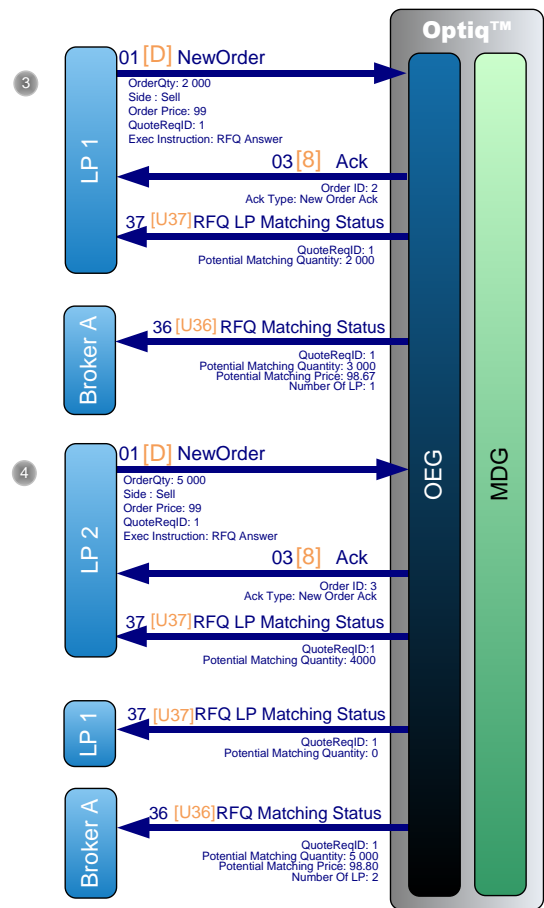 Optiq™
3
01 [D] NewOrder
OrderQty: 2 000
Side : Sell
Order Price: 99
QuoteReqID: 1
Exec Instruction: RFQ Answer
LP 1
03 [8] Ack
Order ID: 2
Ack Type: New Order Ack
37 [U37] RFQ LP Matching Status
QuoteReqID: 1
Potential Matching Quantity: 2 000
Broker A
36 [U36] RFQ Matching Status
QuoteReqID: 1
Potential Matching Quantity: 3 000
Potential Matching Price: 98.67
Number Of LP: 1
4
01 [D] NewOrder
OrderQty: 5 000
Side : Sell
Order Price: 99
QuoteReqID: 1
Exec Instruction: RFQ Answer
LP 2
03 [8] Ack
Order ID: 3
Ack Type: New Order Ack
37 [U37] RFQ LP Matching Status
QuoteReqID:1
Potential Matching Quantity: 4000
LP 1
37 [U37] RFQ LP Matching Status
QuoteReqID: 1
Potential Matching Quantity: 0
Broker A
36 [U36] RFQ Matching Status
QuoteReqID: 1
Potential Matching Quantity: 5 000
Potential Matching Price: 98.80
Number Of LP: 2
OEG
MDG